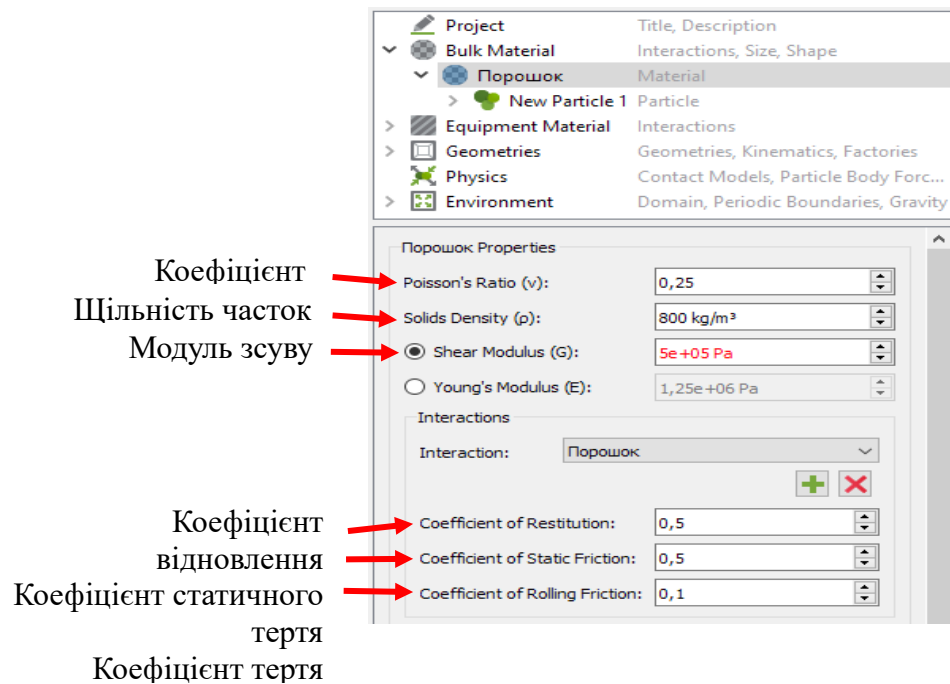 Project Title, Description
Bulk Material Interactions, Size, Shape
Порошок Material
New Particle 1 Particle
Equipment Material Interactions
Geometries Geometries, Kinematics, Factories
Physics Contact Models, Particle Body Forc...
Environment Domain, Periodic Boundaries, Gravity
Порошок Properties
Коефіцієнт
Poisson's Ratio (ν): 0,25
Щільність часток
Solids Density (ρ): 800 kg/m³
Модуль зсуву
Shear Modulus (G): 5e+05 Pa
Young's Modulus (E): 1,25e+06 Pa
Interactions
Interaction: Порошок
Коефіцієнт
відновлення
Coefficient of Restitution: 0,5
Coefficient of Static Friction: 0,5
Коефіцієнт статичного
тертя
Coefficient of Rolling Friction: 0,1
Коефіцієнт тертя